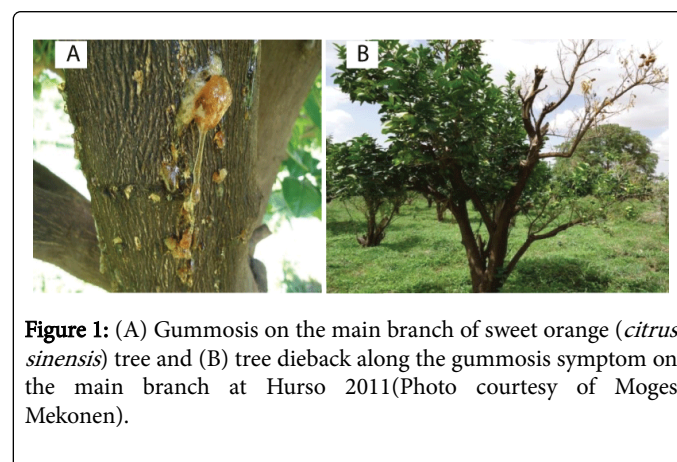 A B
Figure 1: (A) Gummosis on the main branch of sweet orange (citrus
sinensis) tree and (B) tree dieback along the gummosis symptom on
the main branch at Hurso 2011(Photo courtesy of Moges
Mekonen).